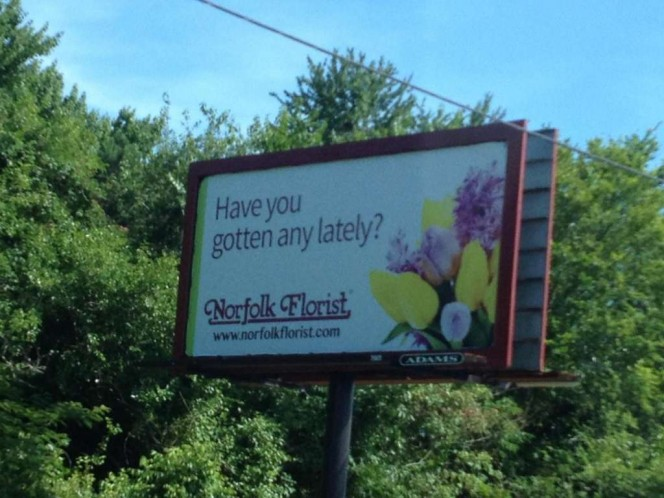 Have you
gotten any lately?
Norfolk Florist
www.norfolkflorist.com
ADAMS